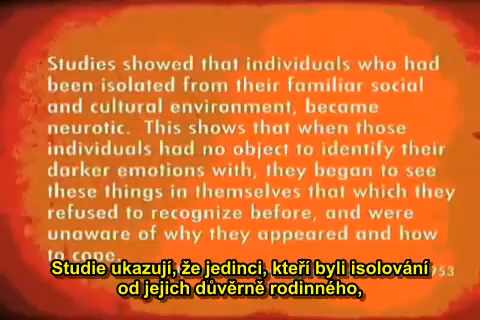 Studies showed that individuals who had
been isolated from their familiar social
and cultural environment, became
neurotic. This shows that when those
individuals had no object to identify their
darker emotions with, they began to see
these things in themselves that which they
refused to recognize before, and were
unaware of why they appeared and how
to cope.
953
Studie ukazují, že jedinci, kteří byli isolování
od jejich důvěrně rodinného,